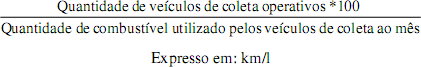 Quantidade de veículos de coleta operativos *100
Quantidade de combustível utilizado pelos veículos de coleta ao mês
Expresso em: km/l